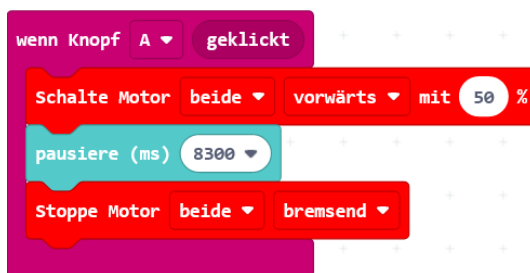 wenn Knopf A geklickt
Schalte Motor beide vorwärts mit 50 %
pausiere (ms) 8300
Stoppe Motor beide bremsend